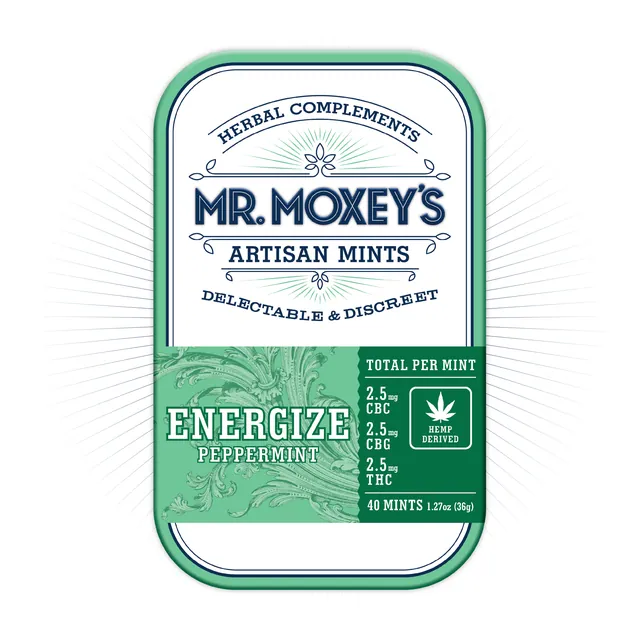 HERBAL COMPLEMENTS
MR. MOXEY'S
ARTISAN MINTS
DELECTABLE & DISCREET
ENERGIZE
PEPPERMINT
TOTAL PER MINT
2.5mg
CBC
2.5mg
CBG
2.5mg
THC
HEMP
DERIVED
40 MINTS 1.27oz (36g)